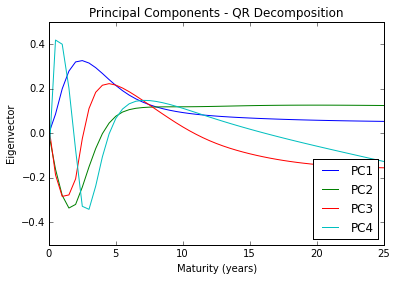 Principal Components - QR Decomposition
Eigenvector
0.4
0.2
0.0
−0.2
−0.4
0
5
10
15
20
25
Maturity (years)
PC1
PC2
PC3
PC4